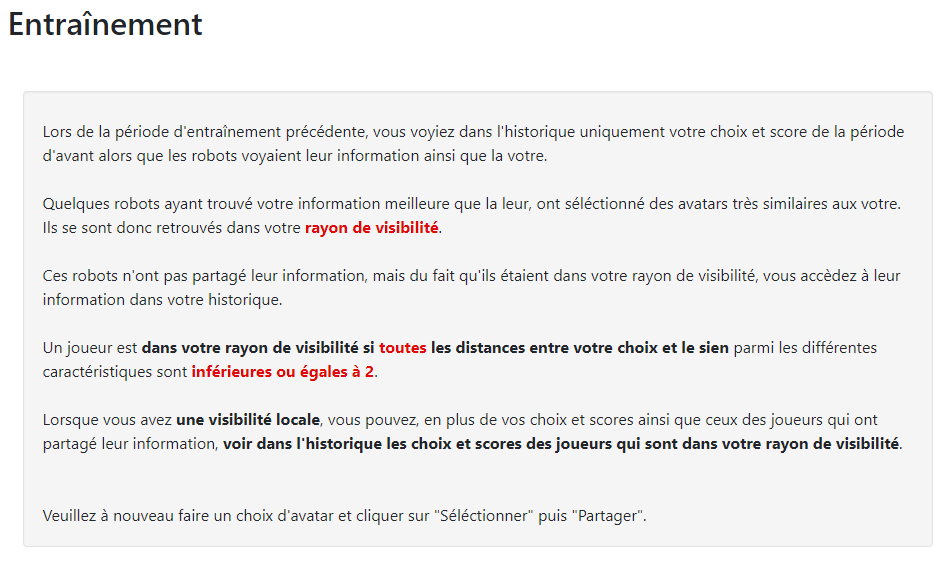 Entraînement
Lors de la période d'entraînement précédente, vous voyiez dans l'historique uniquement votre choix et score de la période
d'avant alors que les robots voyaient leur information ainsi que la votre.
Quelques robots ayant trouvé votre information meilleure que la leur, ont séléctionné des avatars très similaires aux votre.
Ils se sont donc retrouvés dans votre rayon de visibilité.
Ces robots n'ont pas partagé leur information, mais du fait qu'ils étaient dans votre rayon de visibilité, vous accèdez à leur
information dans votre historique.
Un joueur est dans votre rayon de visibilité si toutes les distances entre votre choix et le sien parmi les différentes
caractéristiques sont inférieures ou égales à 2.
Lorsque vous avez une visibilité locale, vous pouvez, en plus de vos choix et scores ainsi que ceux des joueurs qui ont
partagé leur information, voir dans l'historique les choix et scores des joueurs qui sont dans votre rayon de visibilité.
Veuillez à nouveau faire un choix d'avatar et cliquer sur "Séléctionner" puis "Partager".